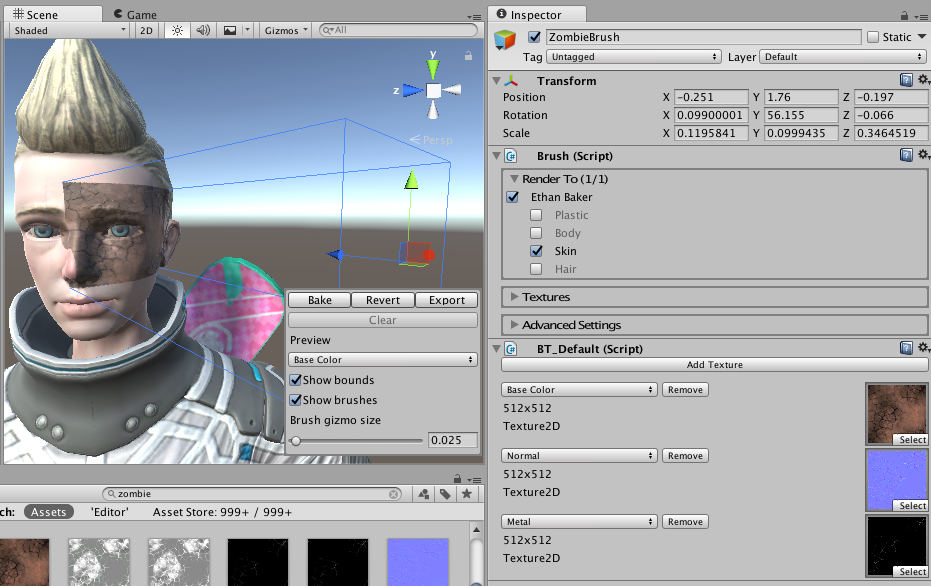 Scene
Game
Shaded
2D
Gizmos
All
y
z
Persp
Bake
Revert
Export
Clear
Preview
Base Color
Show bounds
Show brushes
Brush gizmo size
0.025
zombie
ch:
Assets
'Editor'
Asset Store: 999+ / 999+
Inspector
ZombieBrush
Static
Tag
Untagged
Layer
Default
Transform
Position
X -0.251 Y 1.76 Z -0.197
Rotation
X 0.09900001 Y 56.155 Z -0.066
Scale
X 0.1195841 Y 0.0999435 Z 0.3464519
Brush (Script)
Render To (1/1)
Ethan Baker
Plastic
Body
Skin
Hair
Textures
Advanced Settings
BT_Default (Script)
Add Texture
Base Color
Remove
512x512
Texture2D
Select
Normal
Remove
512x512
Texture2D
Select
Metal
Remove
512x512
Texture2D
Select